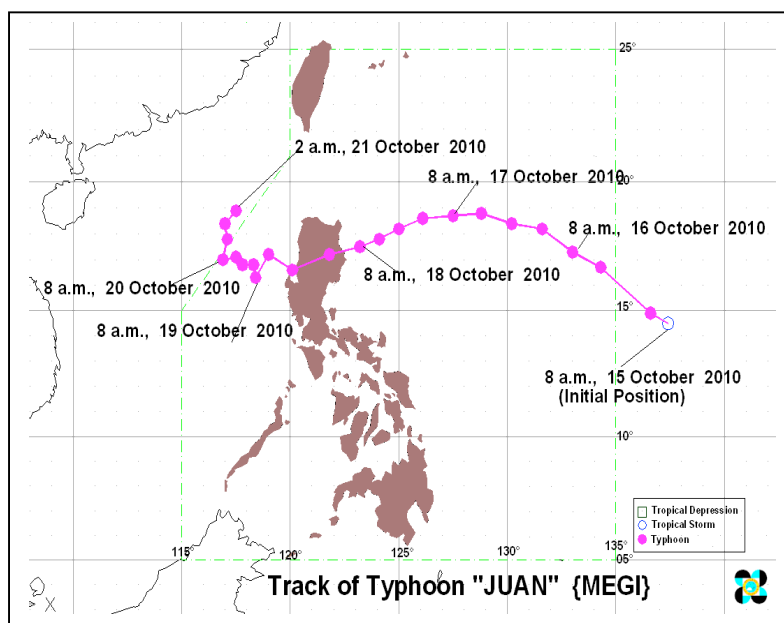 25°
2 a.m., 21 October 2010
8 a.m., 17 October 2010
20°
8 a.m., 16 October 2010
8 a.m., 18 October 2010
8 a.m., 20 October 2010
15°
8 a.m., 19 October 2010
8 a.m., 15 October 2010
(Initial Position)
10°
Tropical Depression
Tropical Storm
Typhoon
115° 120° 125° 130° 135° 05°
Track of Typhoon "JUAN" {MEGI}